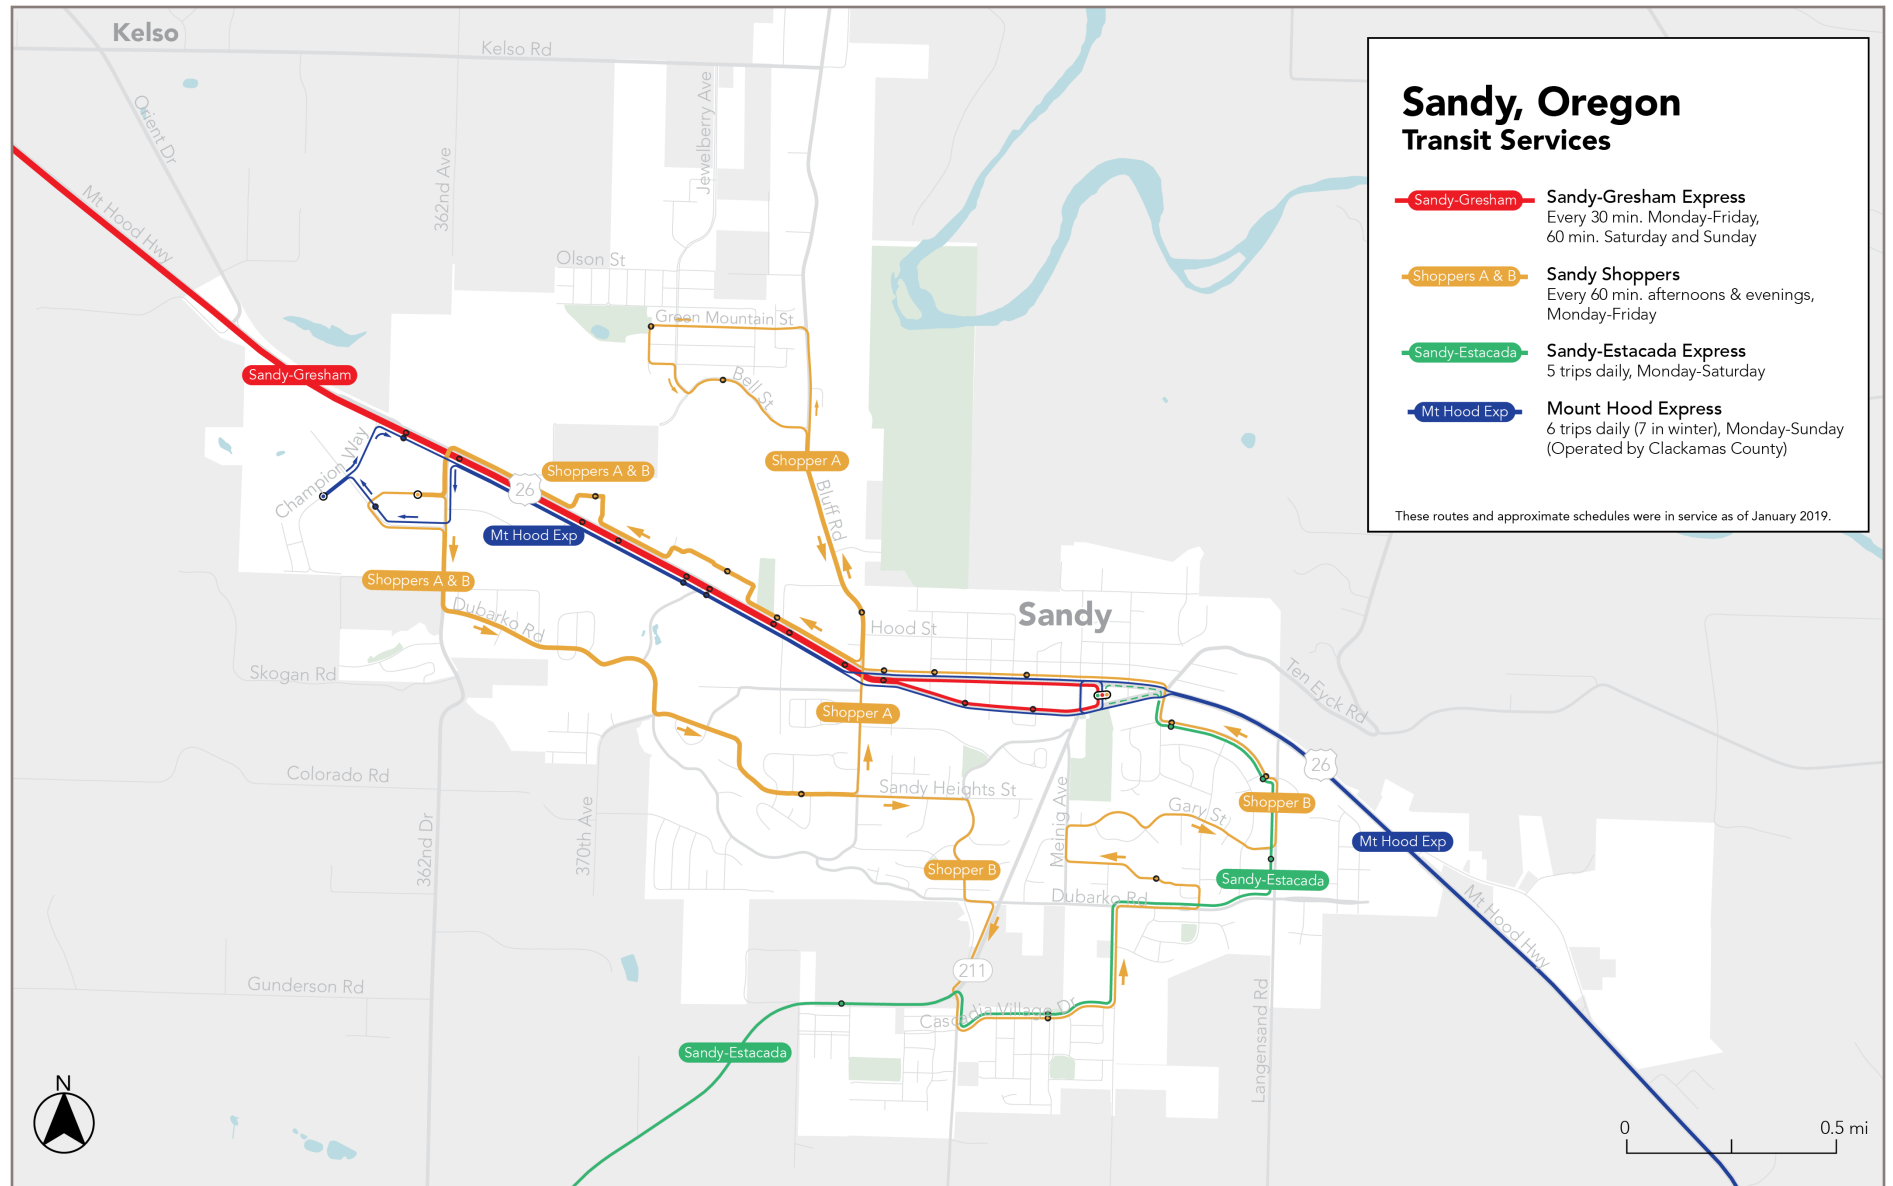 Kelso
Kelso Rd
Orient Dr
Mt Hood Hwy
362nd Ave
Jewelberry Ave
Olson St
Green Mountain St
Bell St
Sandy-Gresham
Champion Way
26
Shoppers A & B
Shopper A
Bluff Rd
Mt Hood Exp
Shoppers A & B
Dubarko Rd
Hood St
Sandy
Skogan Rd
Ten Eyck Rd
Shopper A
Colorado Rd
370th Ave
362nd Dr
Sandy Heights St
Meinig Ave
Gary St
Shopper B
26
Mt Hood Exp
Shopper B
Sandy-Estacada
Dubarko Rd
Mt Hood Hwy
211
Gunderson Rd
Cascadia Village Dr
Langensand Rd
Sandy-Estacada
N
0
0.5 mi
Sandy, Oregon
Transit Services
Sandy-Gresham
Sandy-Gresham Express
Every 30 min. Monday-Friday,
60 min. Saturday and Sunday
Shoppers A & B
Sandy Shoppers
Every 60 min. afternoons & evenings,
Monday-Friday
Sandy-Estacada
Sandy-Estacada Express
5 trips daily, Monday-Saturday
Mt Hood Exp
Mount Hood Express
6 trips daily (7 in winter), Monday-Sunday
(Operated by Clackamas County)
These routes and approximate schedules were in service as of January 2019.